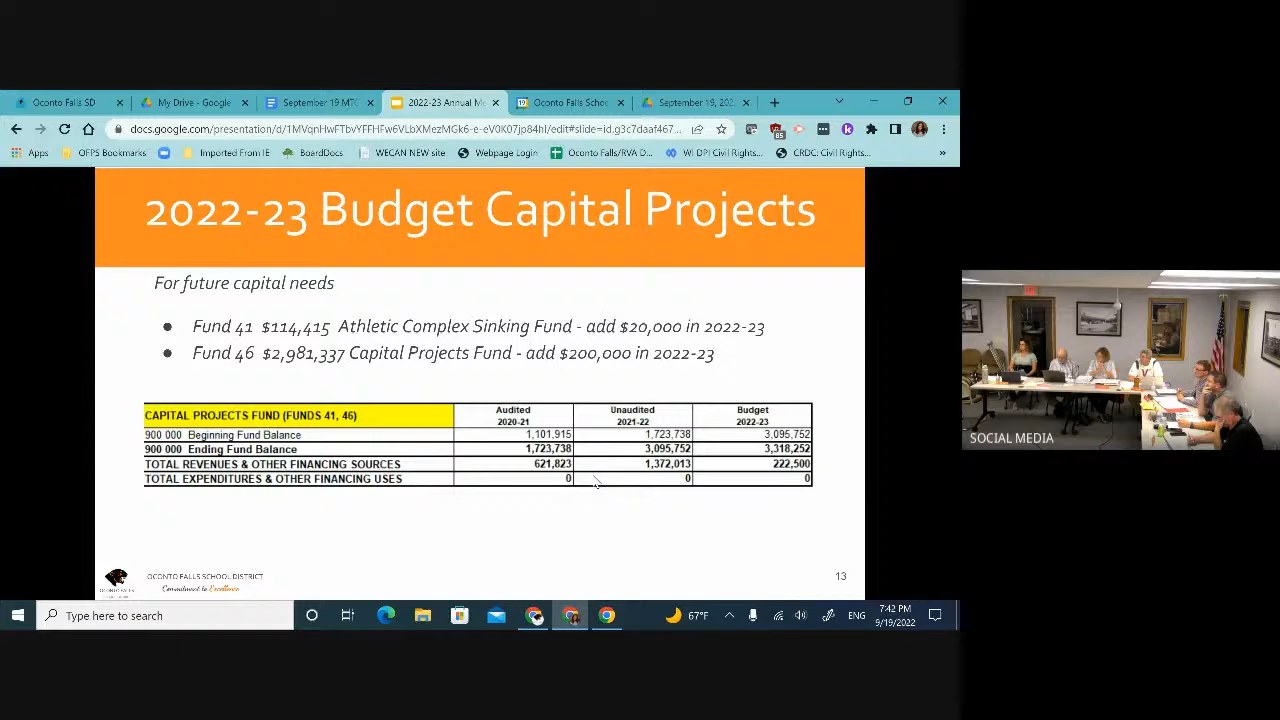 Oconto Falls SD
My Drive - Google
September 19 MTG
2022-23 Annual Me
Oconto Falls School
September 19, 202
docs.google.com/presentation/d/1MVqnHwFTbvYFFHFw6VLbXMezMGk6-e-eV0K07jp84hI/edit#slide=id.g3c7daaf467...
85
Apps
OFPS Bookmarks
Imported From IE
BoardDocs
WECAN NEW site
Webpage Login
Oconto Falls/RVA D...
Wi DPI Civil Rights...
CRDC: Civil Rights...
»
2022-23 Budget Capital Projects
For future capital needs
● Fund 41 $114,415 Athletic Complex Sinking Fund - add $20,000 in 2022-23
● Fund 46 $2,981,337 Capital Projects Fund - add $200,000 in 2022-23
CAPITAL PROJECTS FUND (FUNDS 41, 46) Audited 2020-21 Unaudited 2021-22 Budget 2022-23
900 000 Beginning Fund Balance 1,101,915 1,723,738 3,095,752
900 000 Ending Fund Balance 1,723,738 3,095,752 3,318,252
TOTAL REVENUES & OTHER FINANCING SOURCES 621,823 1,372,013 222,500
TOTAL EXPENDITURES & OTHER FINANCING USES 0 0 0
OCONTO FALLS SCHOOL DISTRICT
Commitment to Excellence
13
SOCIAL MEDIA
Type here to search
67°F
ENG
7:42 PM
9/19/2022